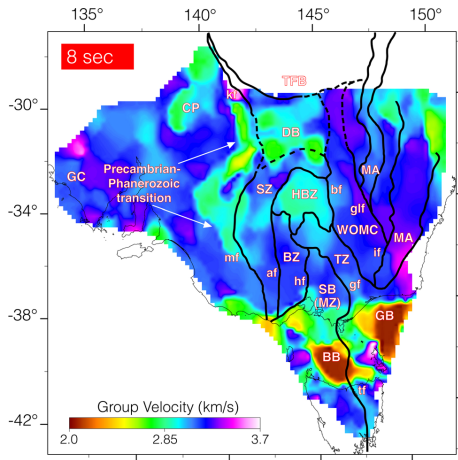 135° 140° 145° 150°
8 sec
TFB
-30°
kf
CP
DB
Precambrian-
Phanerozoic
transition
MA
GC
SZ
HBZ
bf
glf
-34°
WOMC
MA
if
mf
BZ
TZ
af
hf
SB
(MZ)
gf
-38°
GB
BB
tf
Group Velocity (km/s)
2.0 2.85 3.7
-42°